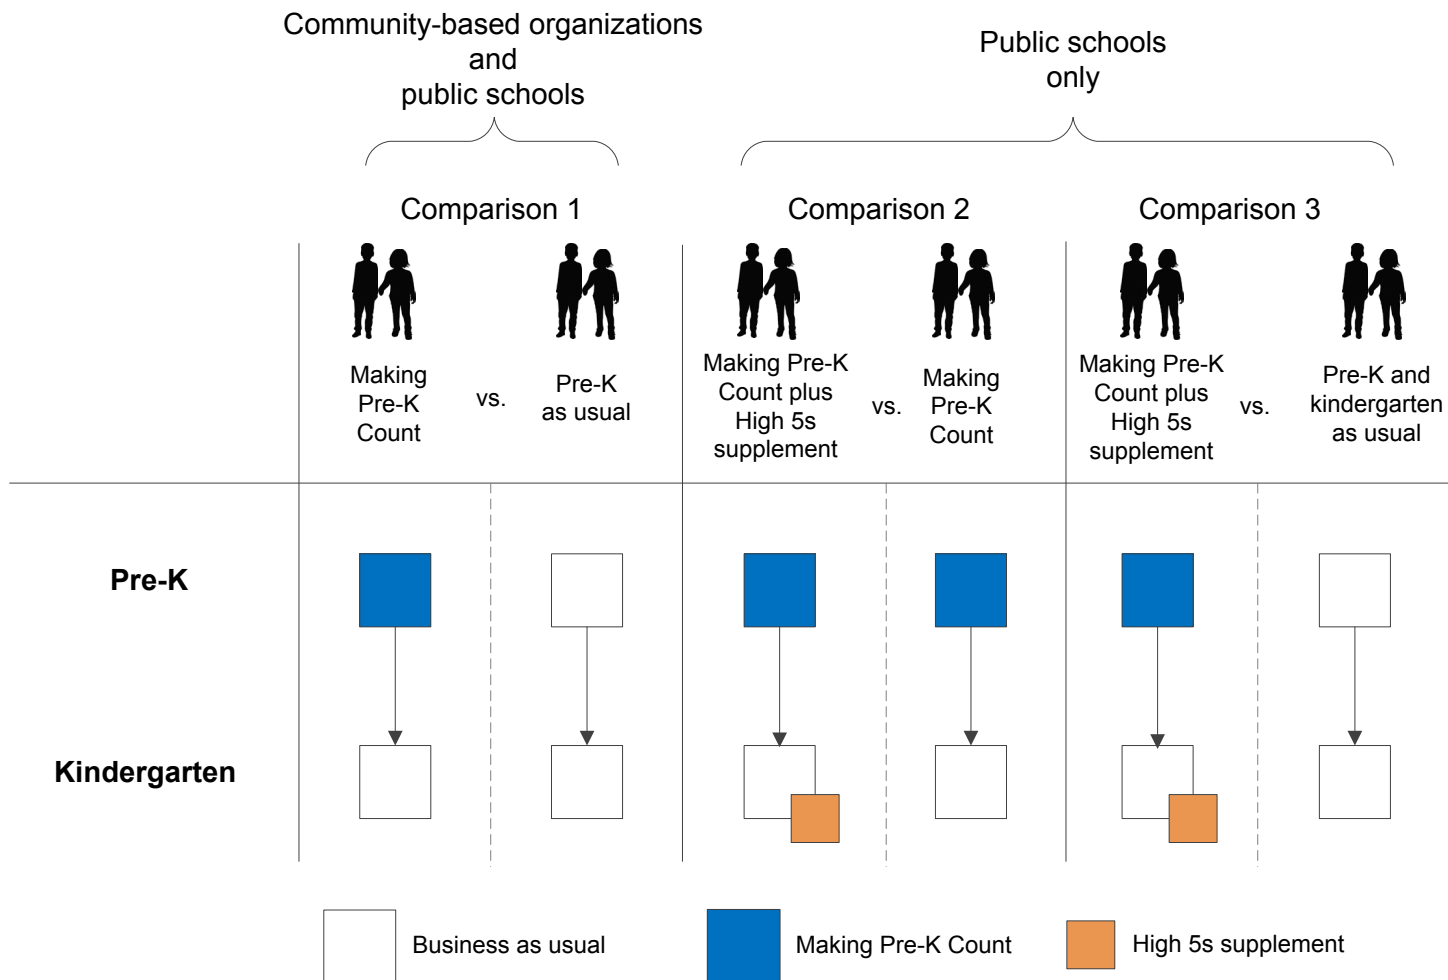 Community-based organizations
and
public schools
Public schools
only
Comparison 1
Comparison 2
Comparison 3
Making
Pre-K
Count
vs.
Pre-K
as usual
Making Pre-K
Count plus
High 5s
supplement
vs.
Making
Pre-K
Count
Making Pre-K
Count plus
High 5s
supplement
vs.
Pre-K and
kindergarten
as usual
Pre-K
Kindergarten
Business as usual
Making Pre-K Count
High 5s supplement